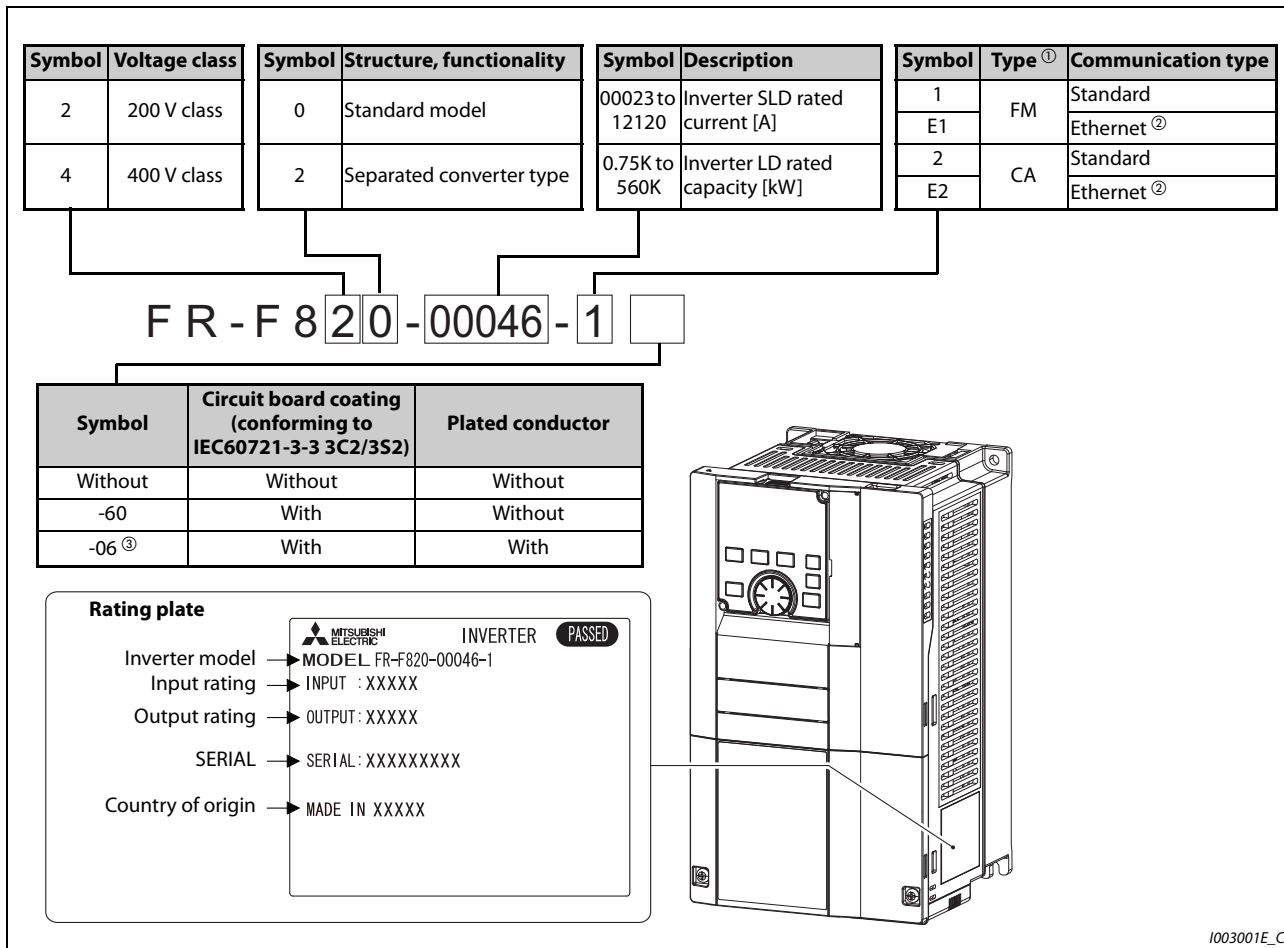 Symbol Voltage class
2 200 V class
4 400 V class
Symbol Structure, functionality
0 Standard model
2 Separated converter type
Symbol Description
00023 to 12120 Inverter SLD rated current [A]
0.75K to 560K Inverter LD rated capacity [kW]
Symbol Type ① Communication type
1 FM Standard
E1 Ethernet ②
2 CA Standard
E2 Ethernet ②
FR-F820-00046-1
Symbol Circuit board coating (conforming to IEC60721-3-3 3C2/3S2) Plated conductor
Without Without Without
-60 With Without
-06 ③ With With
Rating plate
MITSUBISHI ELECTRIC INVERTER PASSED
Inverter model MODEL FR-F820-00046-1
Input rating INPUT :XXXXX
Output rating OUTPUT:XXXXX
SERIAL SERIAL:XXXXXXXXX
Country of origin MADE IN XXXXX
I003001E_C